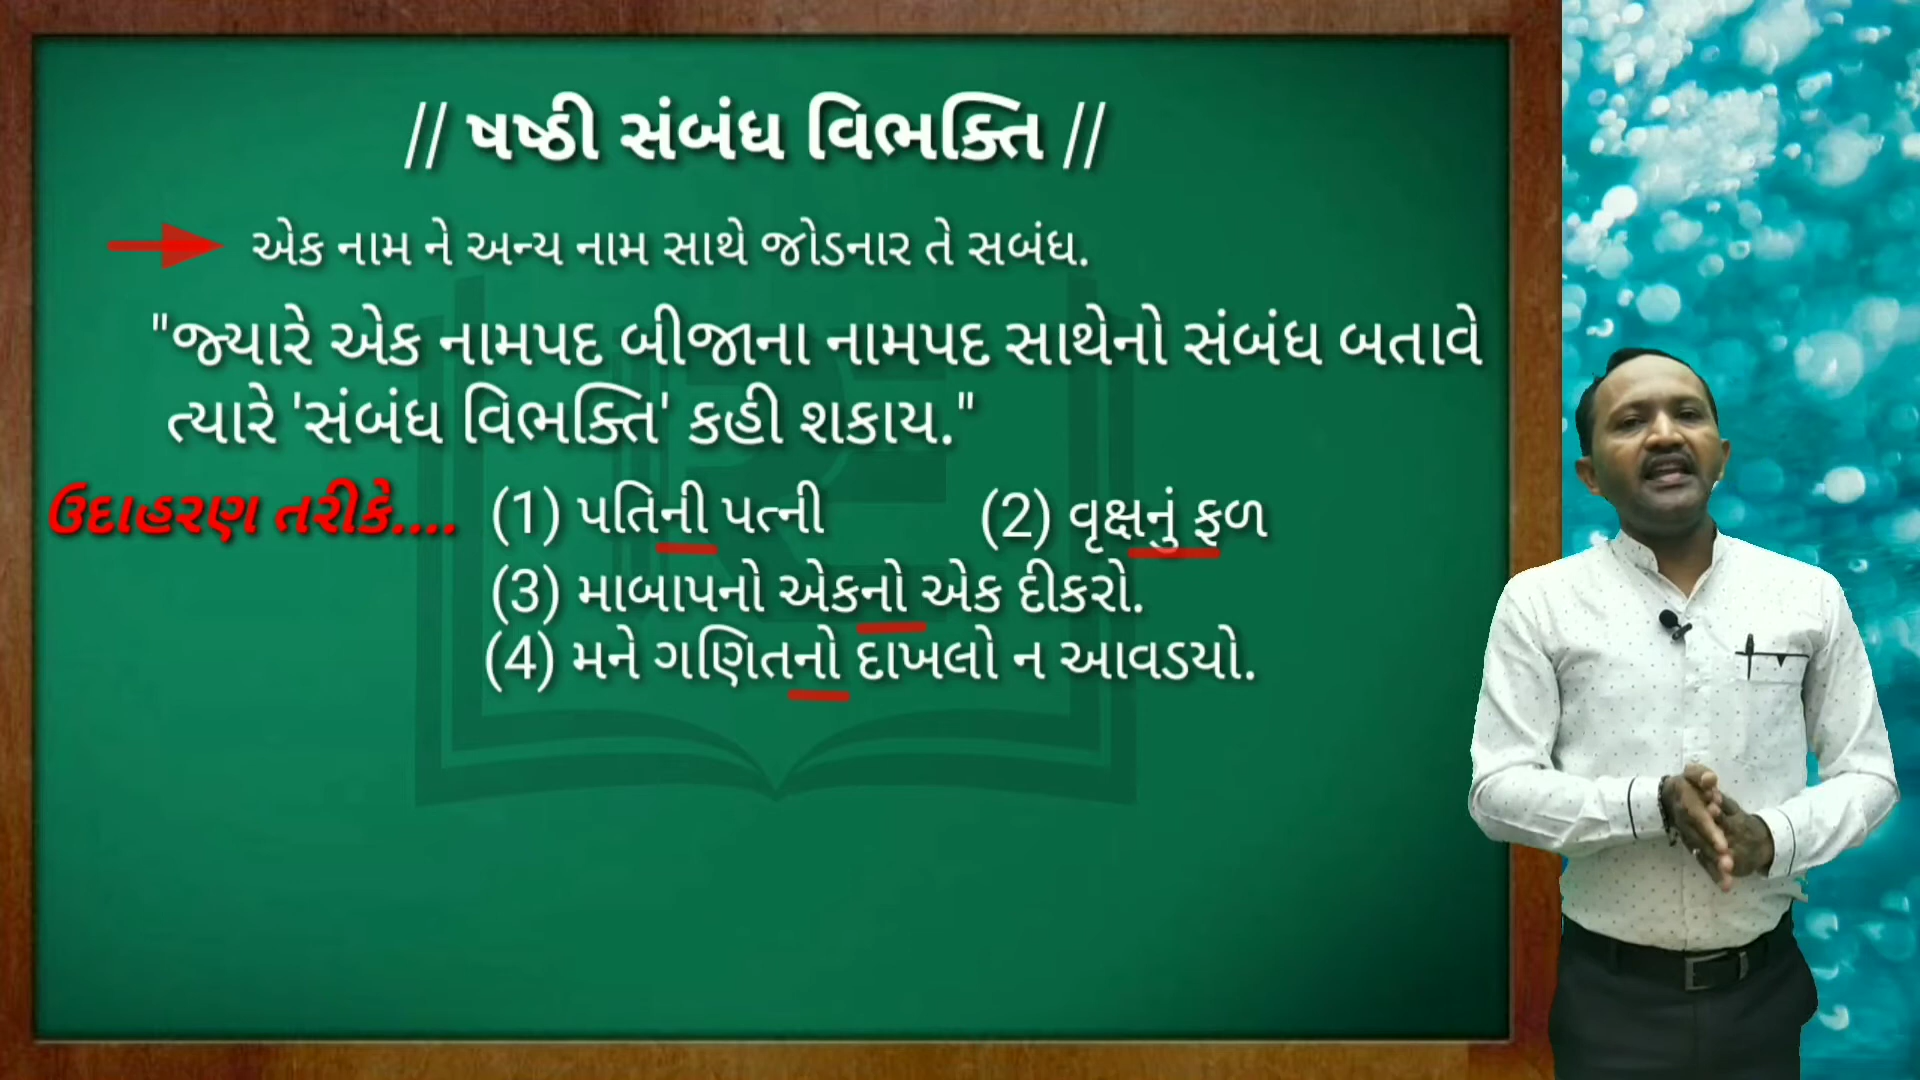 // ષષ્ઠી સંબંધ વિભક્તિ //
એક નામ ને અન્ય નામ સાથે જોડનાર તે સબંધ.
"જ્યારે એક નામપદ બીજાના નામપદ સાથેનો સંબંધ બતાવે
ત્યારે 'સંબંધ વિભક્તિ' કહી શકાય."
ઉદાહરણ તરીકે.... (1) પતિની પત્ની (2) વૃક્ષનું ફળ
(3) માબાપનો એકનો એક દીકરો.
(4) મને ગણિતનો દાખલો ન આવડયો.